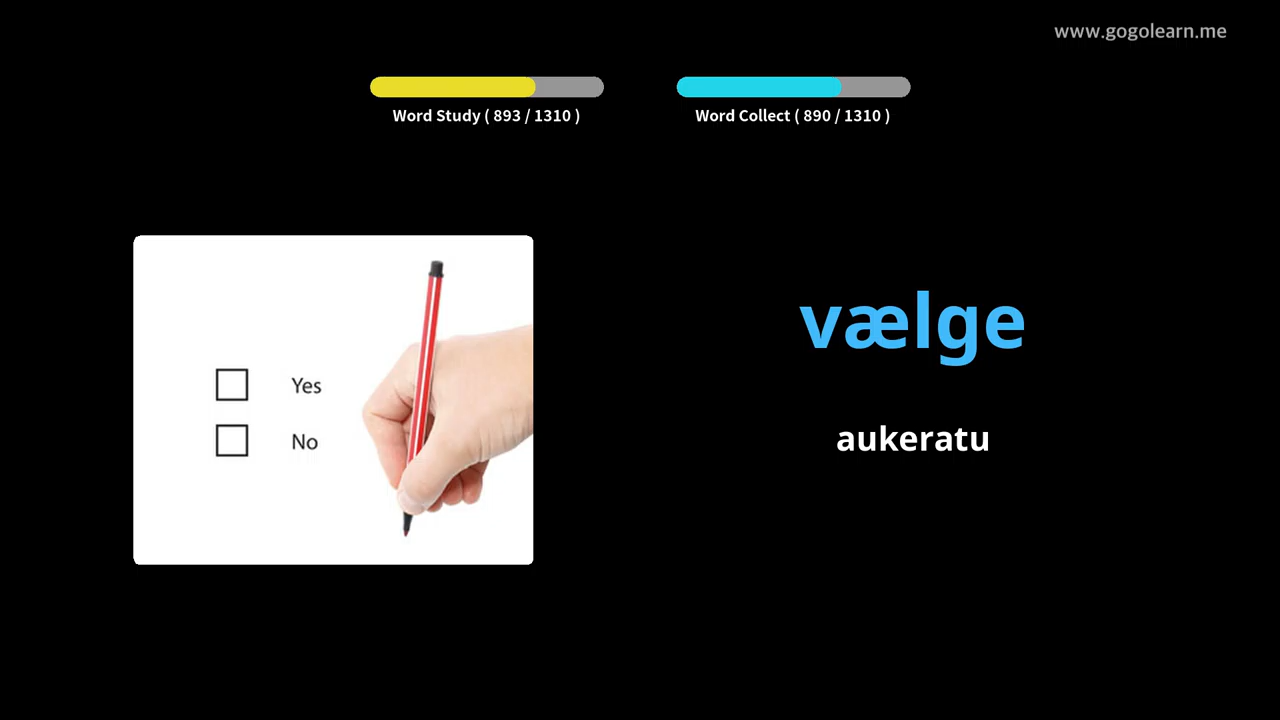 www.gogolearn.me
Word Study ( 893 / 1310 )
Word Collect ( 890 / 1310 )
Yes
No
vælge
aukeratu